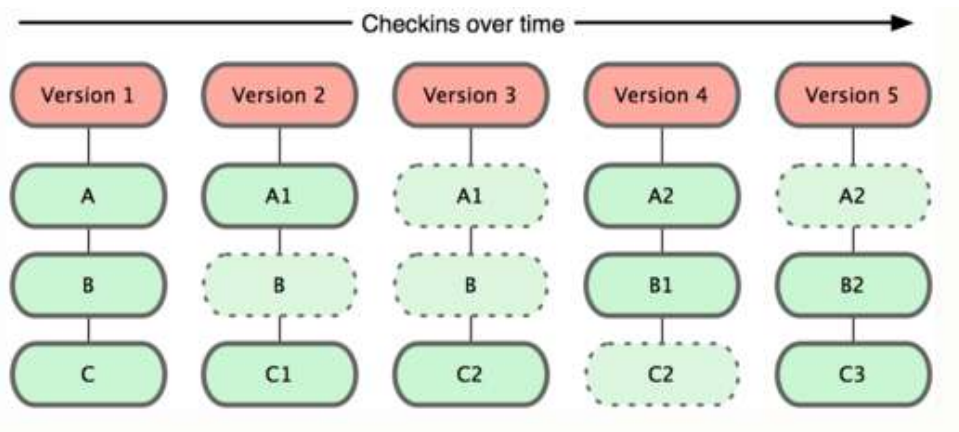 Checkins over time
Version 1 Version 2 Version 3 Version 4 Version 5
A A1 A1 A2 A2
B B B B1 B2
C C1 C2 C2 C3